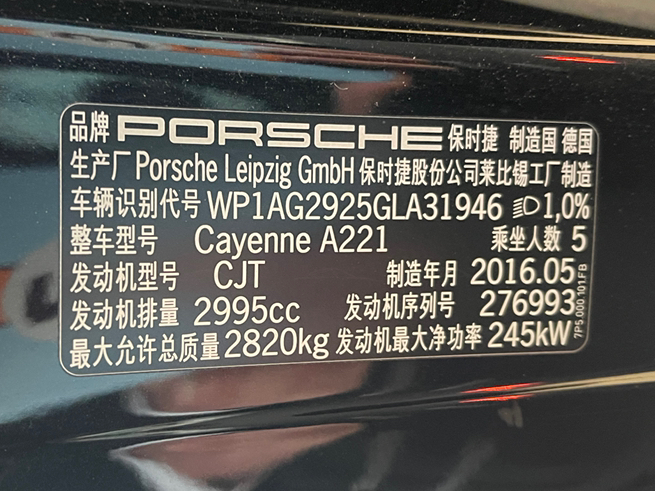 品牌 PORSCHE 保时捷 制造国 德国
生产厂 Porsche Leipzig GmbH 保时捷股份公司莱比锡工厂制造
车辆识别代号 WP1AG2925GLA31946 1,0%
整车型号 Cayenne A221 乘坐人数 5
发动机型号 CJT 制造年月 2016.05
发动机排量 2995cc 发动机序列号 276993
最大允许总质量 2820kg 发动机最大净功率 245kW
7P5.000.101.FB